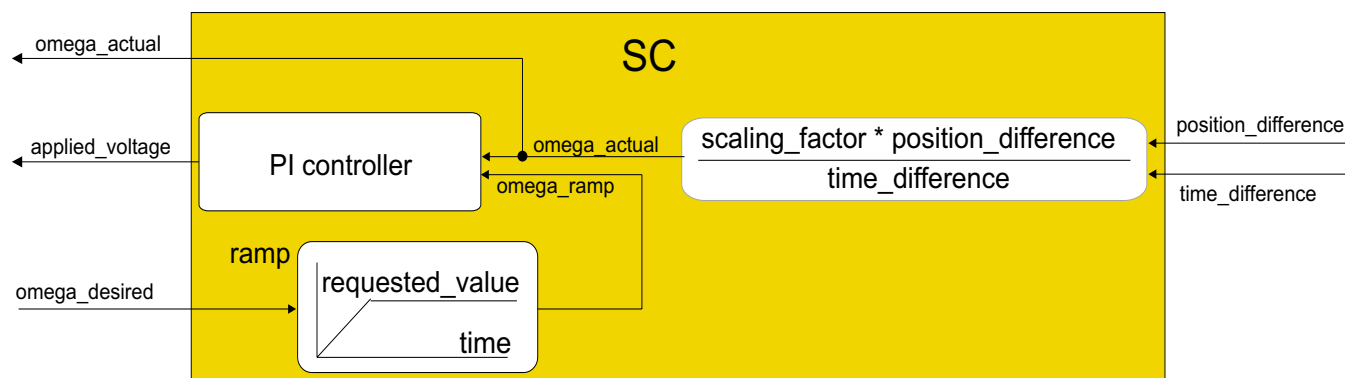 omega_actual
SC
applied_voltage
PI controller
omega_actual
omega_ramp
scaling_factor * position_difference
time_difference
position_difference
time_difference
ramp
requested_value
time
omega_desired